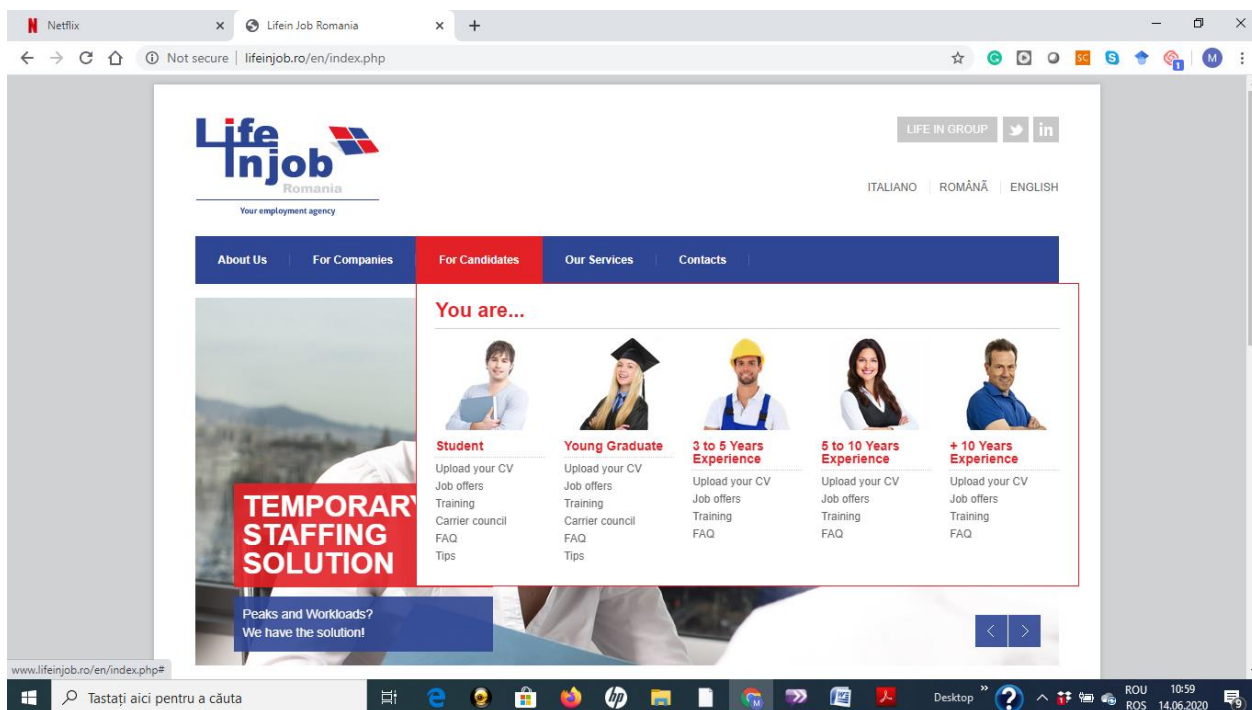 Netflix
Lifein Job Romania
Not secure | lifeinjob.ro/en/index.php
SC
S
1
M
Life
Injob
Romania
Your employment agency
LIFE IN GROUP
in
ITALIANO ROMÂNÃ ENGLISH
About Us For Companies For Candidates Our Services Contacts
You are...
Student
Upload your CV
Job offers
Training
Carrier council
FAQ
Tips
Young Graduate
Upload your CV
Job offers
Training
Carrier council
FAQ
Tips
3 to 5 Years
Experience
Upload your CV
Job offers
Training
FAQ
5 to 10 Years
Experience
Upload your CV
Job offers
Training
FAQ
+ 10 Years
Experience
Upload your CV
Job offers
Training
FAQ
TEMPORARY
STAFFING
SOLUTION
Peaks and Workloads?
We have the solution!
www.lifeinjob.ro/en/index.php#
Tastați aici pentru a căuta
hp
Desktop
ROU
ROS
10:59
14.06.2020
9